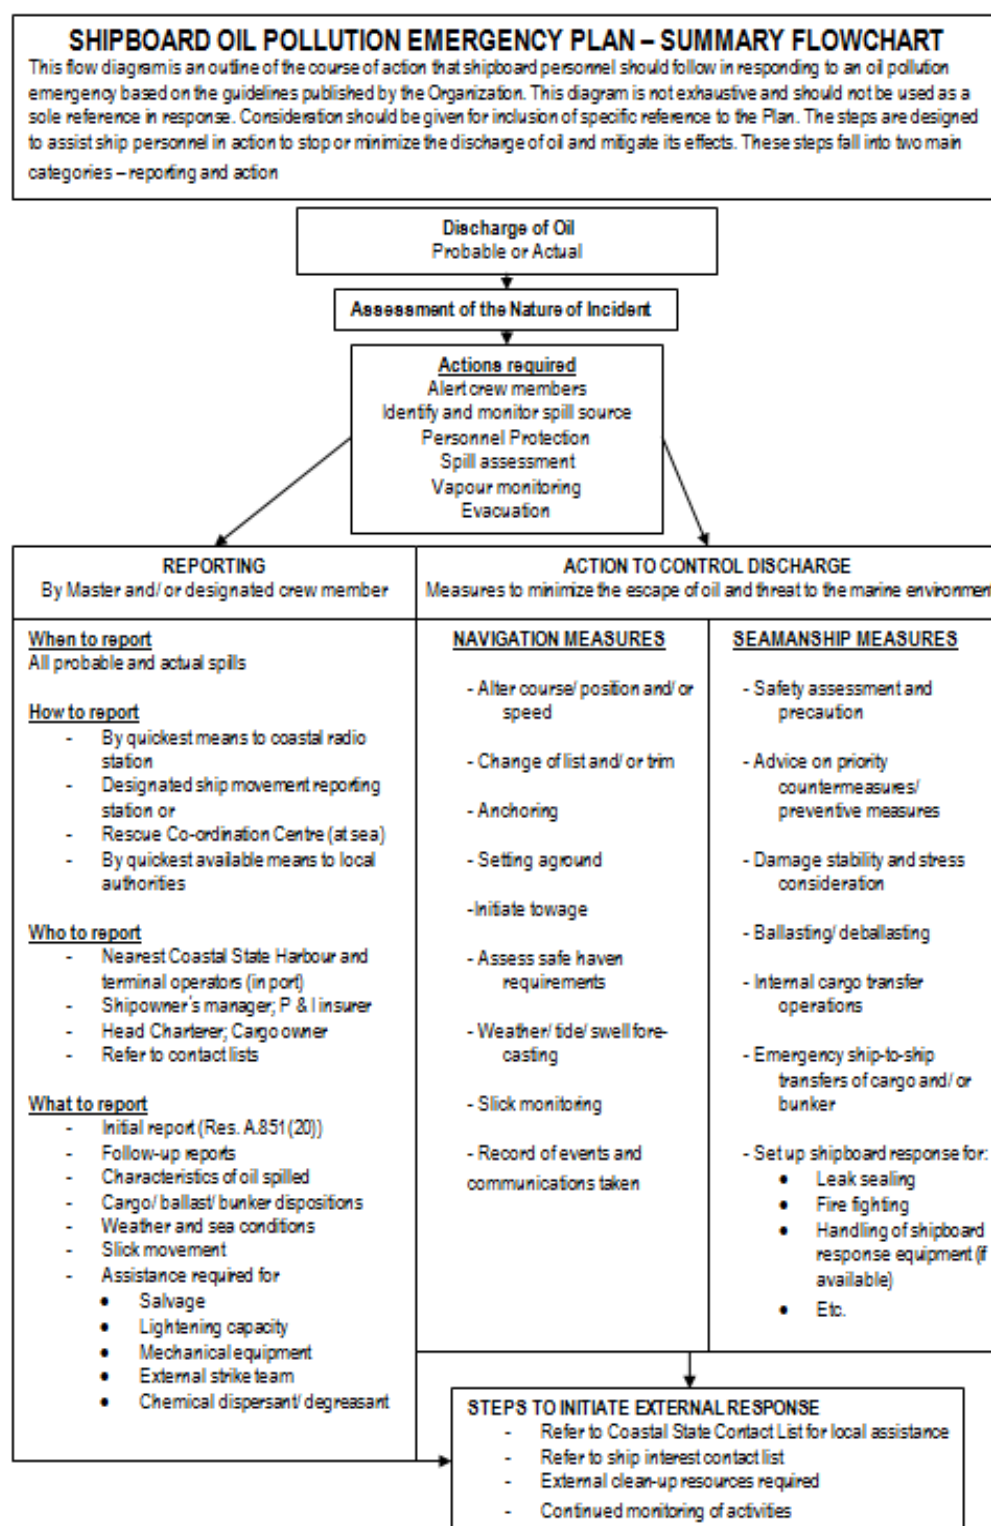 SHIPBOARD OIL POLLUTION EMERGENCY PLAN – SUMMARY FLOWCHART
This flow diagram is an outline of the course of action that shipboard personnel should follow in responding to an oil pollution
emergency based on the guidelines published by the Organization. This diagram is not exhaustive and should not be used as a
sole reference in response. Consideration should be given for inclusion of specific reference to the Plan. The steps are designed
to assist ship personnel in action to stop or minimize the discharge of oil and mitigate its effects. These steps fall into two main
categories – reporting and action
Discharge of Oil
Probable or Actual
Assessment of the Nature of Incident
Actions required
Alert crew members
Identify and monitor spill source
Personnel Protection
Spill assessment
Vapour monitoring
Evacuation
REPORTING
By Master and/ or designated crew member
When to report
All probable and actual spills
How to report
- By quickest means to coastal radio
station
- Designated ship movement reporting
station or
- Rescue Co-ordination Centre (at sea)
- By quickest available means to local
authorities
Who to report
- Nearest Coastal State Harbour and
terminal operators (in port)
- Shipowner's manager; P & I insurer
- Head Charterer; Cargo owner
- Refer to contact lists
What to report
- Initial report (Res. A.851(20))
- Follow-up reports
- Characteristics of oil spilled
- Cargo/ ballast/ bunker dispositions
- Weather and sea conditions
- Slick movement
- Assistance required for
● Salvage
● Lightening capacity
● Mechanical equipment
● External strike team
● Chemical dispersant/ degreasant
ACTION TO CONTROL DISCHARGE
Measures to minimize the escape of oil and threat to the marine environment
NAVIGATION MEASURES
- Alter course/ position and/ or
speed
- Change of list and/ or trim
- Anchoring
- Setting aground
-Initiate towage
- Assess safe haven
requirements
- Weather/ tide/ swell fore-
casting
- Slick monitoring
- Record of events and
communications taken
SEAMANSHIP MEASURES
- Safety assessment and
precaution
- Advice on priority
countermeasures/
preventive measures
- Damage stability and stress
consideration
- Ballasting/ deballasting
- Internal cargo transfer
operations
- Emergency ship-to-ship
transfers of cargo and/ or
bunker
- Set up shipboard response for:
● Leak sealing
● Fire fighting
● Handling of shipboard
response equipment (if
available)
● Etc.
STEPS TO INITIATE EXTERNAL RESPONSE
- Refer to Coastal State Contact List for local assistance
- Refer to ship interest contact list
- External clean-up resources required
- Continued monitoring of activities